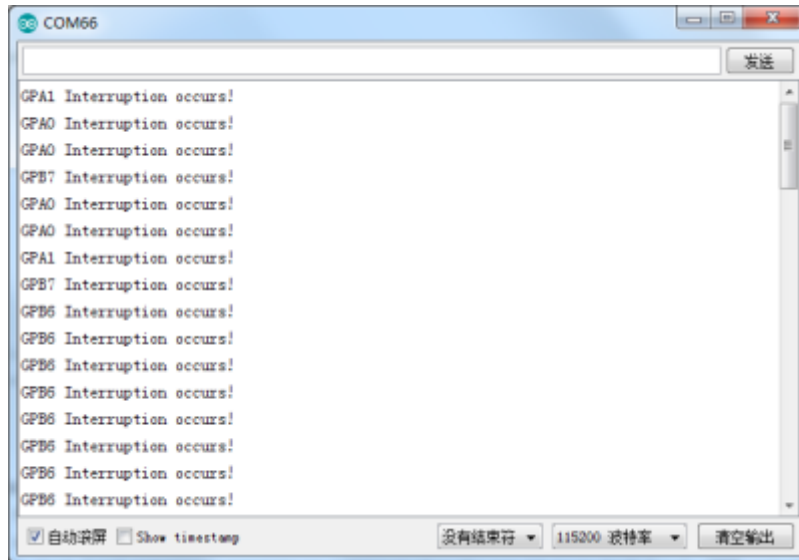 COM66
发送
GPA1 Interruption occurs!
GPA0 Interruption occurs!
GPA0 Interruption occurs!
GPB7 Interruption occurs!
GPA0 Interruption occurs!
GPA0 Interruption occurs!
GPA1 Interruption occurs!
GPB7 Interruption occurs!
GPB6 Interruption occurs!
GPB6 Interruption occurs!
GPB6 Interruption occurs!
GPB6 Interruption occurs!
GPB6 Interruption occurs!
GPB6 Interruption occurs!
GPB6 Interruption occurs!
GPB6 Interruption occurs!
自动滚屏 Show timestamp 没有结束符 115200 波特率 清空输出